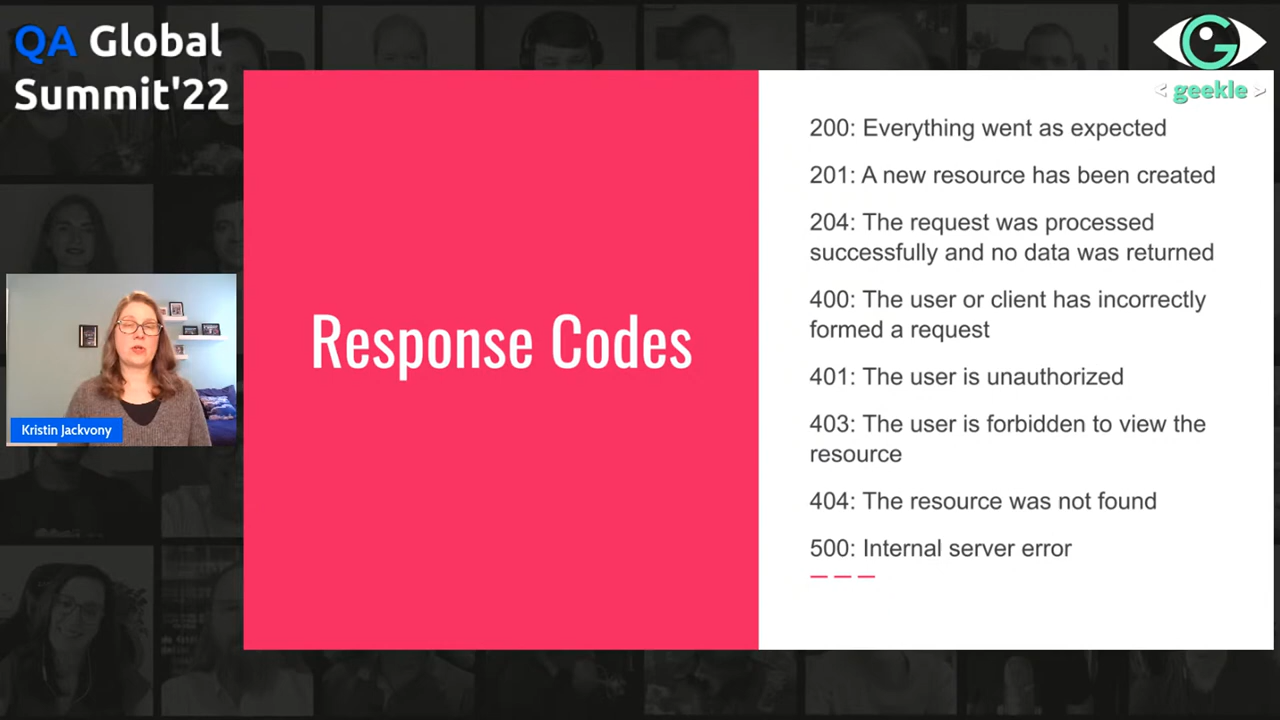 QA Global
Summit'22
< geekle >
Kristin Jackvony
Response Codes
200: Everything went as expected
201: A new resource has been created
204: The request was processed
successfully and no data was returned
400: The user or client has incorrectly
formed a request
401: The user is unauthorized
403: The user is forbidden to view the
resource
404: The resource was not found
500: Internal server error